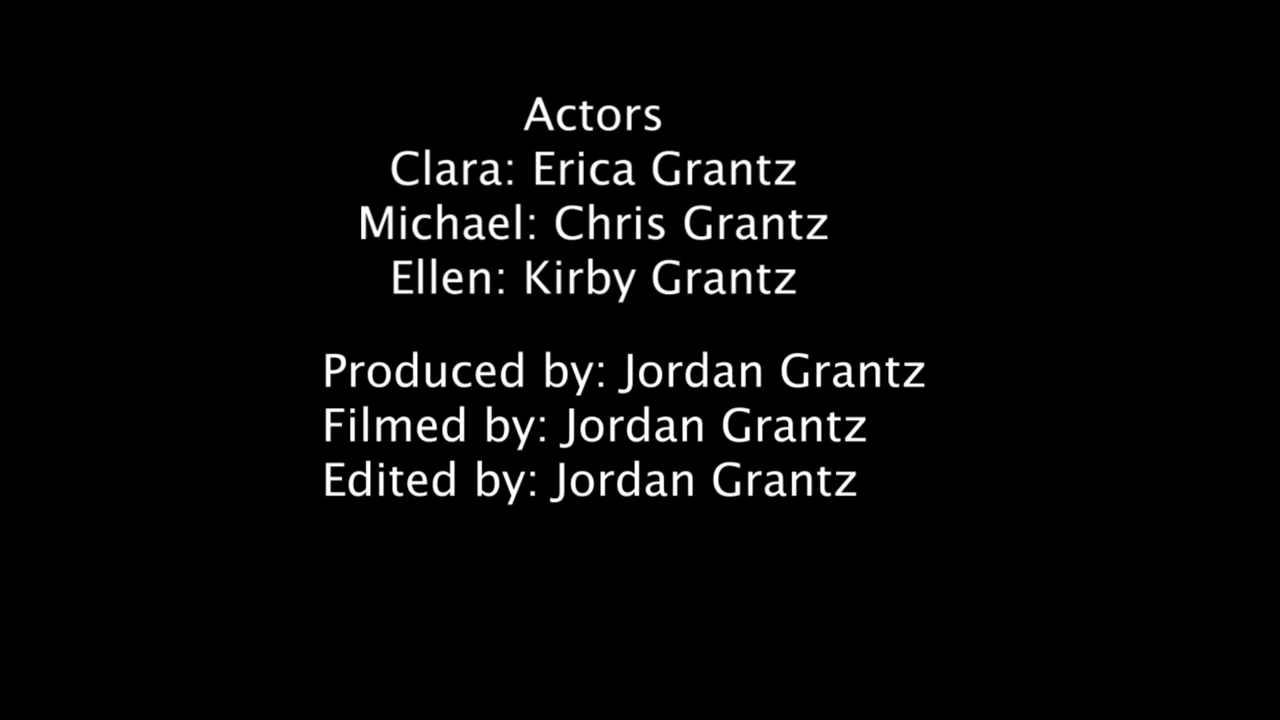 Actors
Clara: Erica Grantz
Michael: Chris Grantz
Ellen: Kirby Grantz
Produced by: Jordan Grantz
Filmed by: Jordan Grantz
Edited by: Jordan Grantz